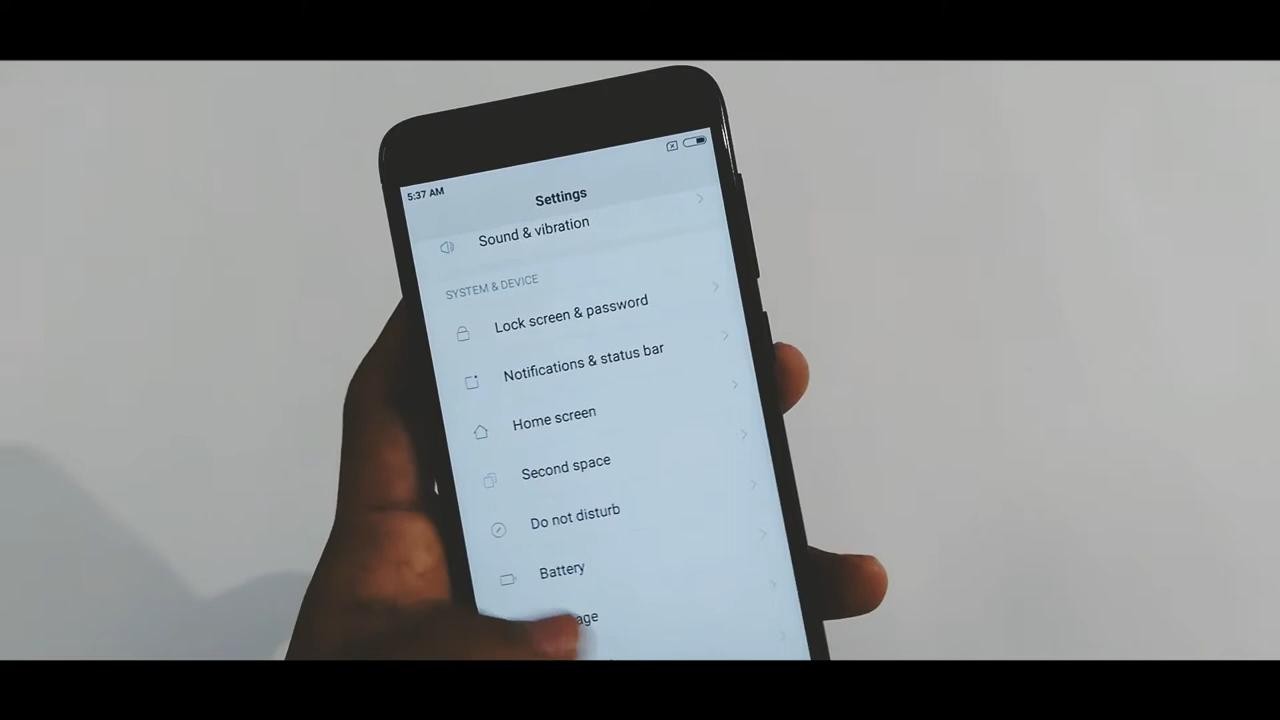 5:37 AM
Settings
Sound & vibration
SYSTEM & DEVICE
Lock screen & password
Notifications & status bar
Home screen
Second space
Do not disturb
Battery